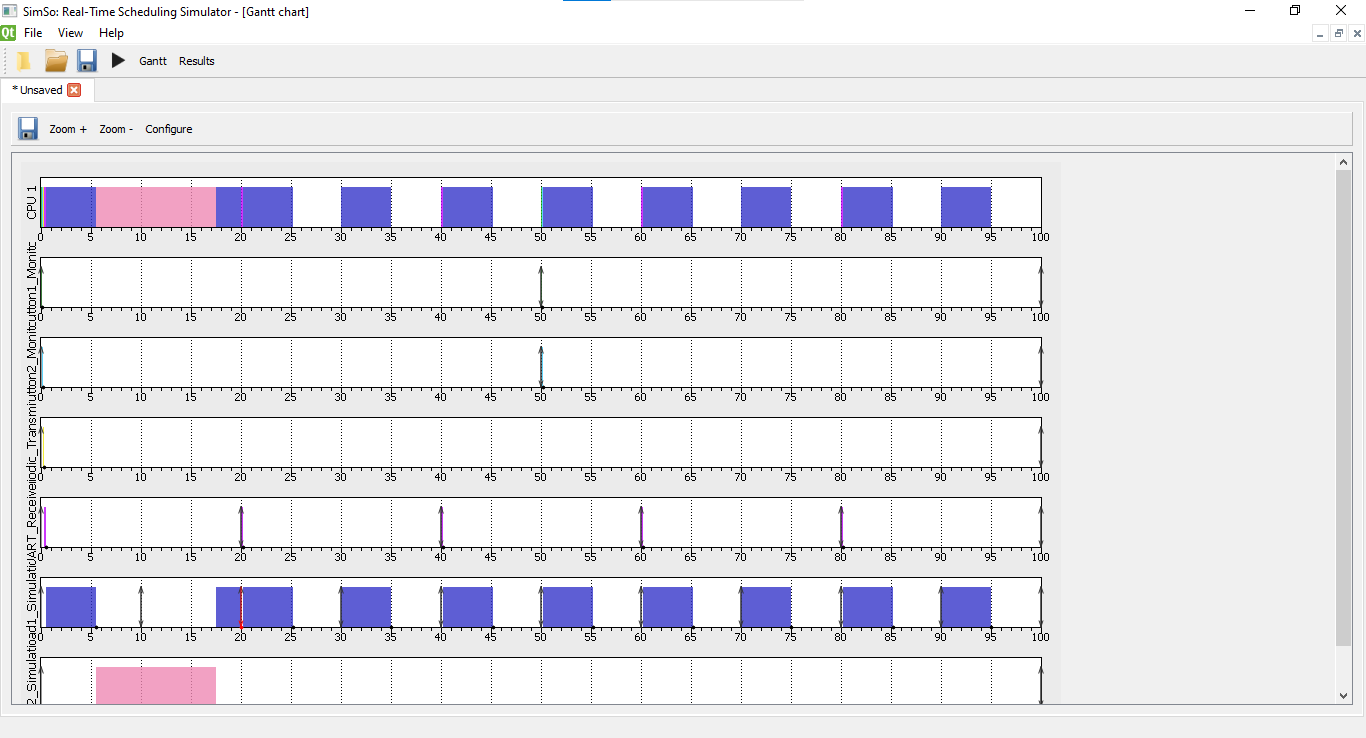 SimSo: Real-Time Scheduling Simulator - [Gantt chart]
Qt File View Help
Gantt Results
*Unsaved
Zoom + Zoom - Configure
CPU 1
0 5 10 15 20 25 30 35 40 45 50 55 60 65 70 75 80 85 90 95 100
utton1_Monitc
0 5 10 15 20 25 30 35 40 45 50 55 60 65 70 75 80 85 90 95 100
utton2_Monitc
0 5 10 15 20 25 30 35 40 45 50 55 60 65 70 75 80 85 90 95 100
iodic_Transmi
0 5 10 15 20 25 30 35 40 45 50 55 60 65 70 75 80 85 90 95 100
ART_Receive
0 5 10 15 20 25 30 35 40 45 50 55 60 65 70 75 80 85 90 95 100
oad1_Simulatio
0 5 10 15 20 25 30 35 40 45 50 55 60 65 70 75 80 85 90 95 100
2_Simulatio